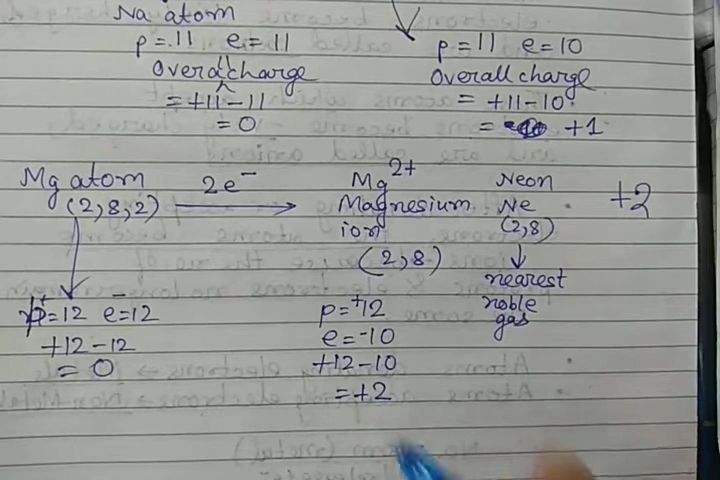 Na atom
p=11 e=11
p=11 e=10
Overall charge
Overall charge
=+11-11
= +11-10
=0
= +1
Mg atom
(2,8,2)
2e⁻
Mg²⁺
Magnesium
ion
(2,8)
Neon
Ne
(2,8)
nearest
noble
gas
+2
p⁺=12 e⁻=12
+12-12
=0
p=⁺12
e=⁻10
+12-10
=+2